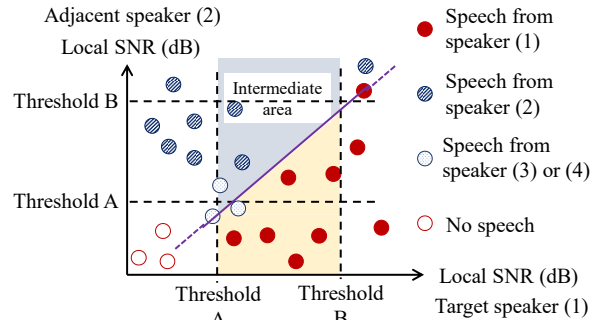 Adjacent speaker (2)
Local SNR (dB)
Threshold B
Intermediate
area
Threshold A
Threshold
A
Threshold
B
Local SNR (dB)
Target speaker (1)
Speech from
speaker (1)
Speech from
speaker (2)
Speech from
speaker (3) or (4)
No speech